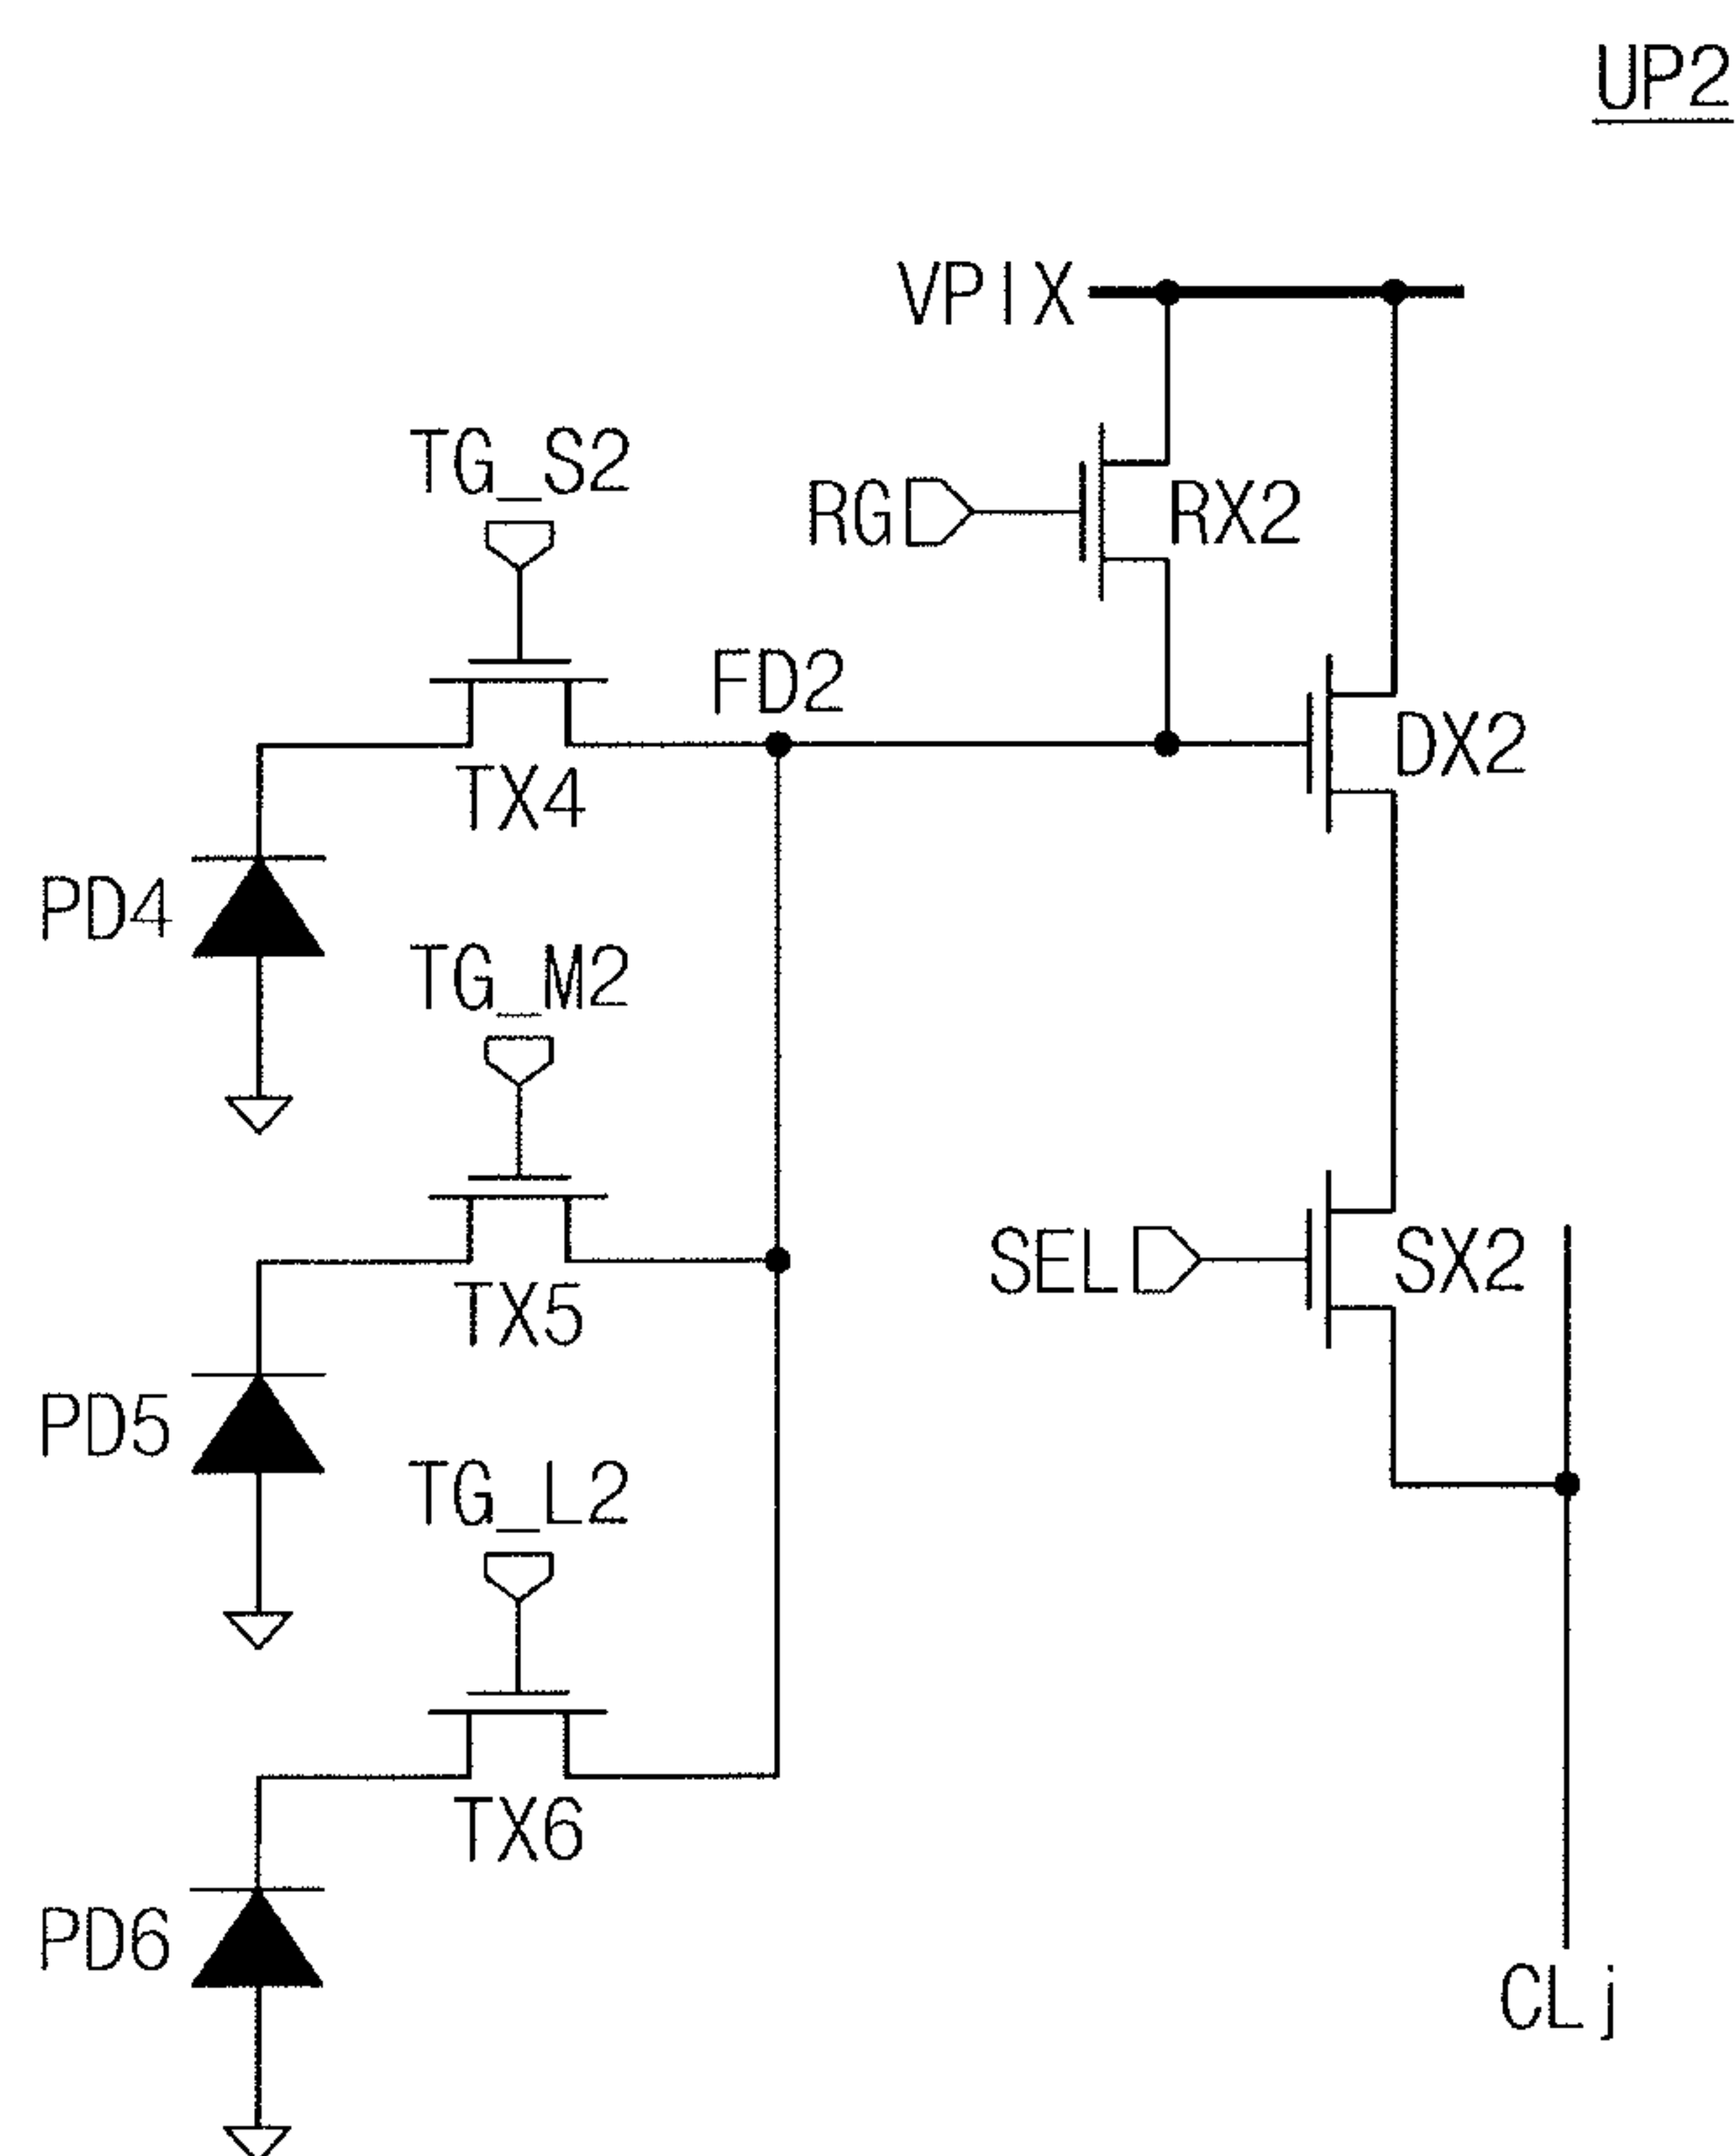 UP2
VPIX
TG_S2
RG
RX2
FD2
DX2
TX4
PD4
TG_M2
SEL
SX2
TX5
PD5
TG_L2
TX6
PD6
CLj